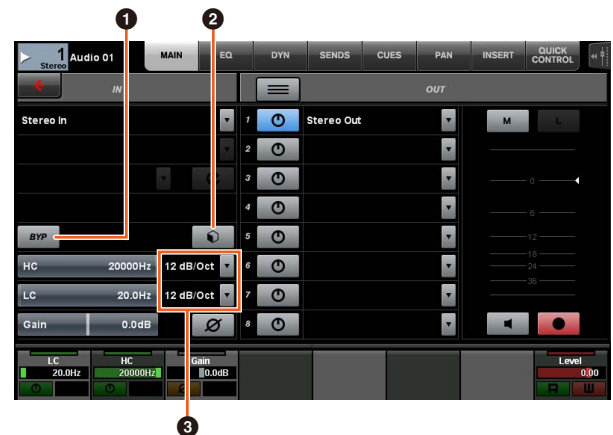 1 2
1 Audio 01 MAIN EQ DYN SENDS CUES PAN INSERT QUICK CONTROL
Stereo
IN OUT
Stereo In 1 Stereo Out M L
2
3 0
4 6
BYP 5 12
18
HC 20000Hz 12 dB/Oct 6 24
36
LC 20.0Hz 12 dB/Oct 7
Gain 0.0dB 8
LC HC Gain Level
20.0Hz 20000Hz 0.0dB 0.00
R W
3